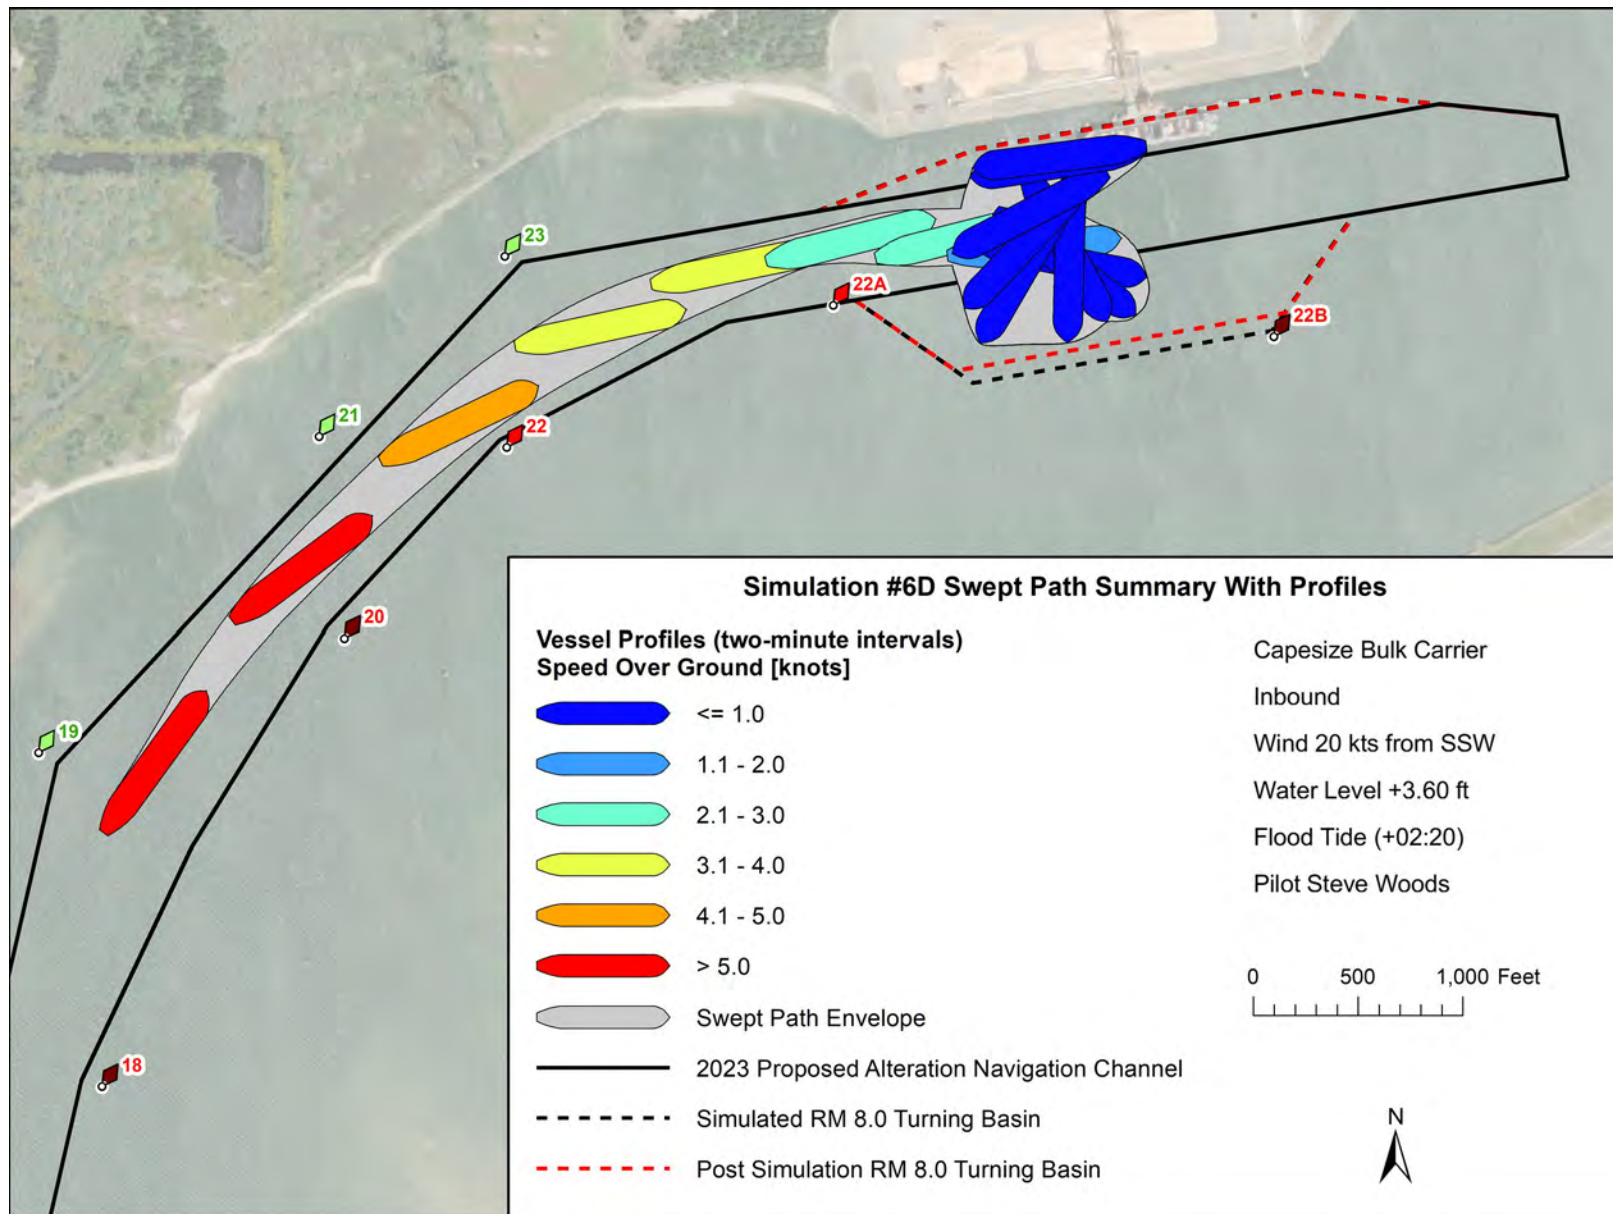 23
22A
22B
21
22
20
19
18
Simulation #6D Swept Path Summary With Profiles
Vessel Profiles (two-minute intervals)
Speed Over Ground [knots]
<= 1.0
1.1 - 2.0
2.1 - 3.0
3.1 - 4.0
4.1 - 5.0
> 5.0
Swept Path Envelope
2023 Proposed Alteration Navigation Channel
Simulated RM 8.0 Turning Basin
Post Simulation RM 8.0 Turning Basin
Capesize Bulk Carrier
Inbound
Wind 20 kts from SSW
Water Level +3.60 ft
Flood Tide (+02:20)
Pilot Steve Woods
0 500 1,000 Feet
N